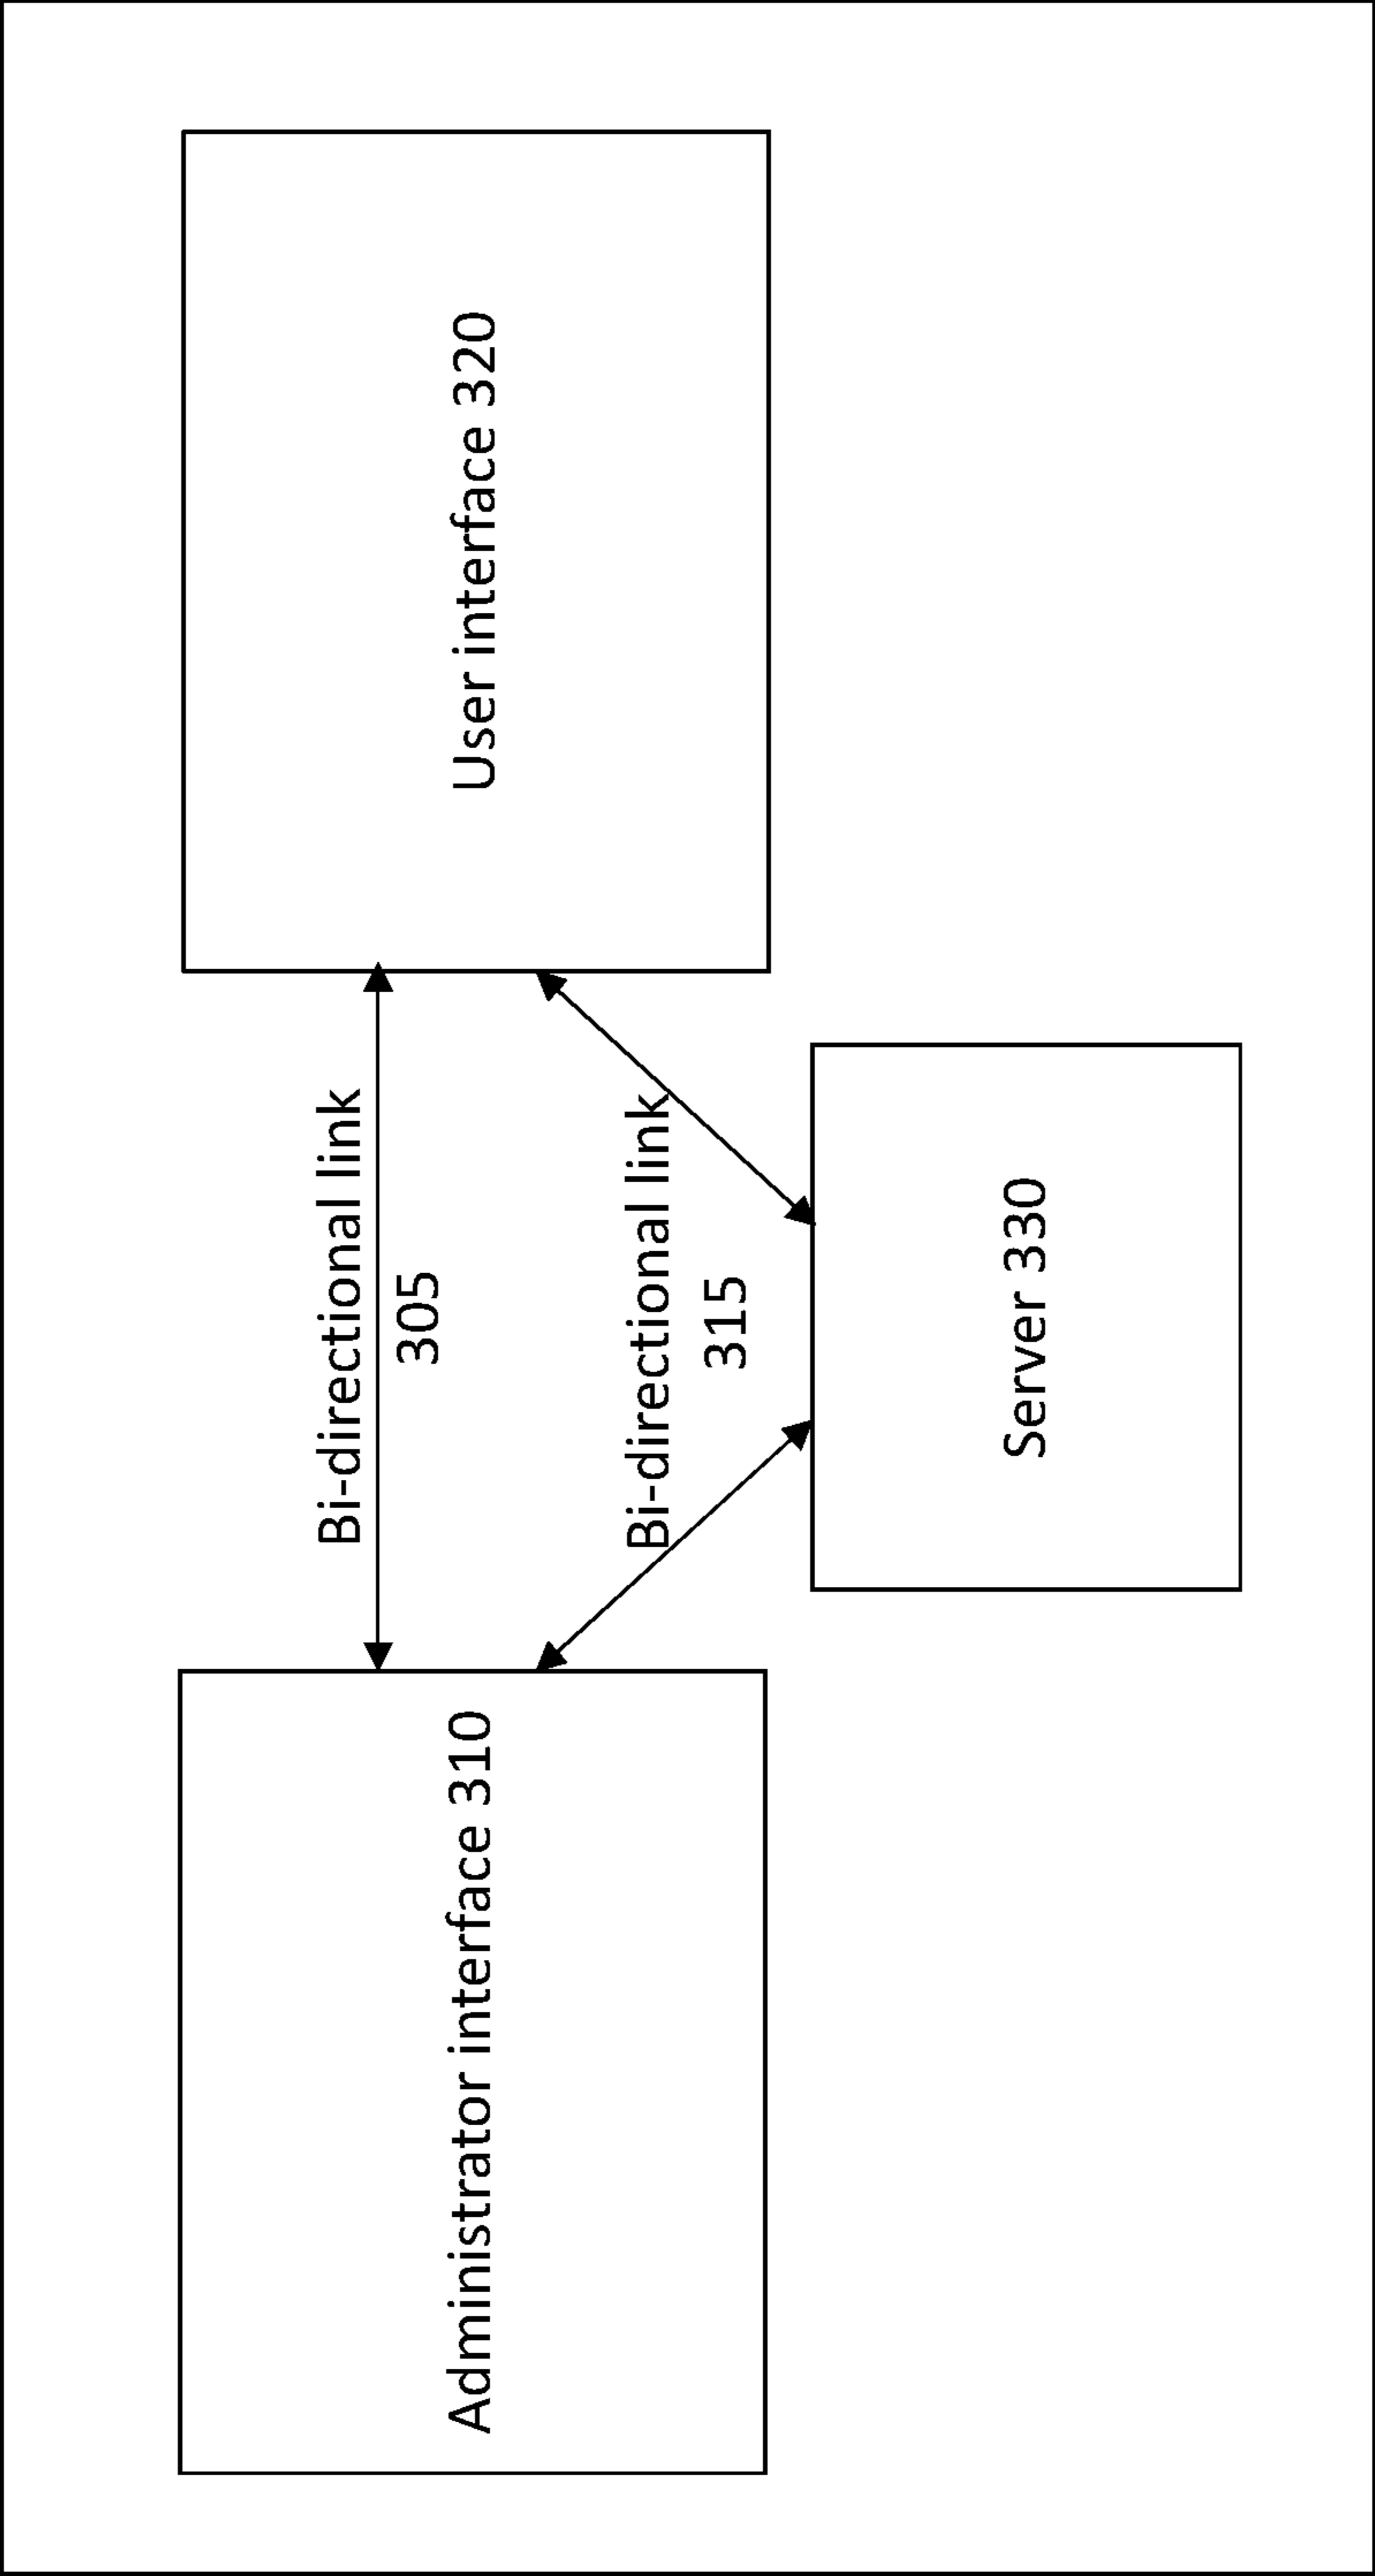 Bi-directional link
305
Administrator interface 310
User interface 320
Bi-directional link
315
Server 330